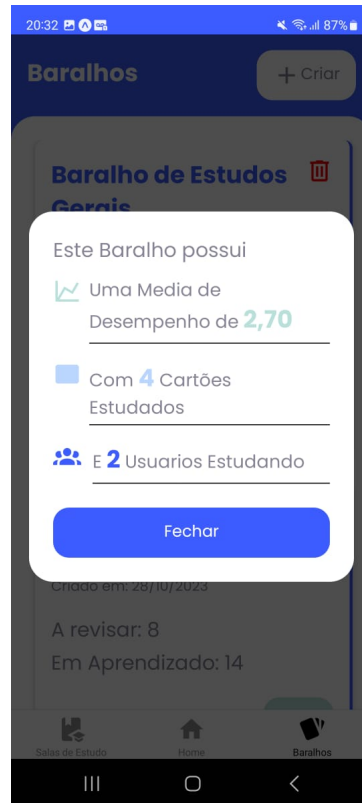 20:32 87%
Baralhos
+ Criar
Baralho de Estudos
Gerais
Este Baralho possui
Uma Media de
Desempenho de 2,70
Com 4 Cartões
Estudados
E 2 Usuarios Estudando
Fechar
Criado em: 28/10/2023
A revisar: 8
Em Aprendizado: 14
Salas de Estudo Home Baralhos